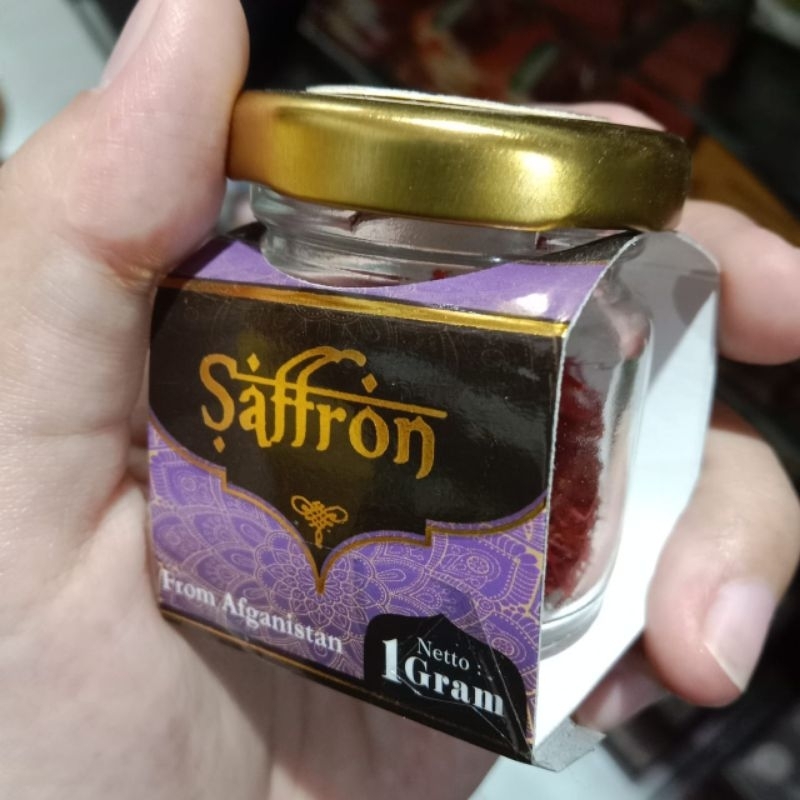 Saffron
From Afganistan
Netto :
1 Gram